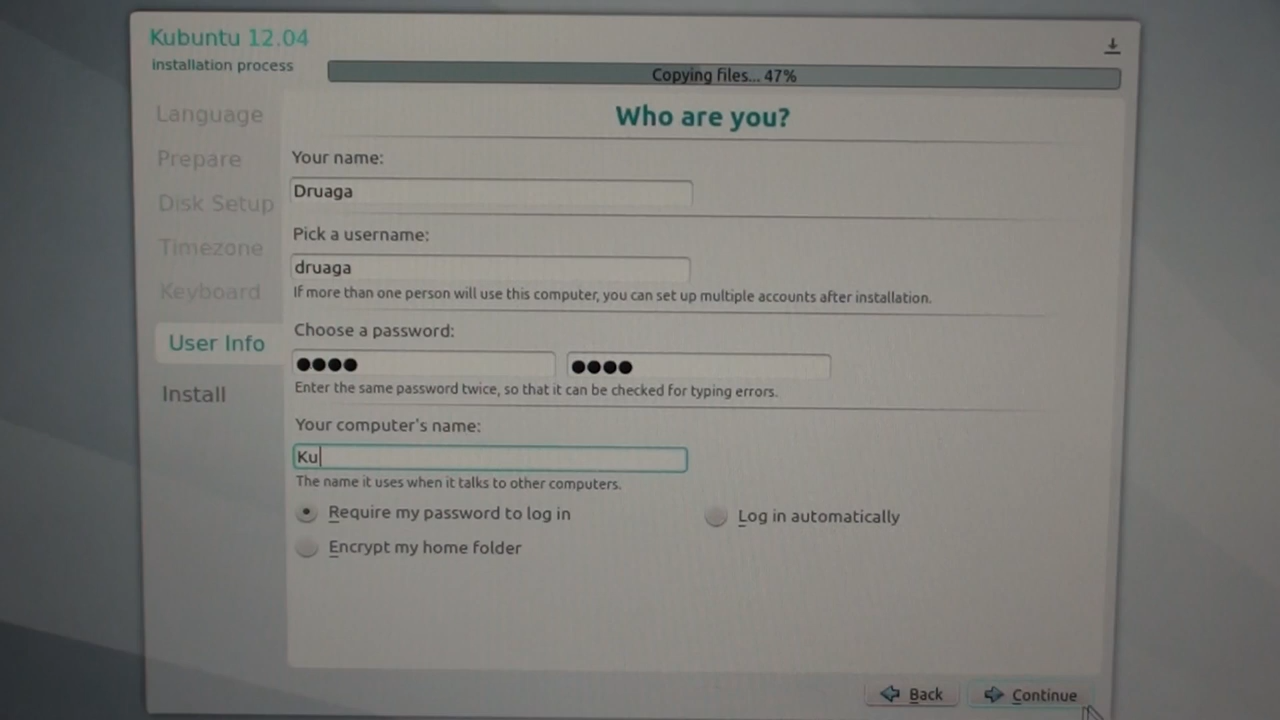 Kubuntu 12.04
installation process
Copying files... 47%
Language
Prepare
Disk Setup
Timezone
Keyboard
User Info
Install
Who are you?
Your name:
Druaga
Pick a username:
druaga
If more than one person will use this computer, you can set up multiple accounts after installation.
Choose a password:
●●●● ●●●●
Enter the same password twice, so that it can be checked for typing errors.
Your computer's name:
Ku
The name it uses when it talks to other computers.
Require my password to log in Log in automatically
Encrypt my home folder
Back Continue